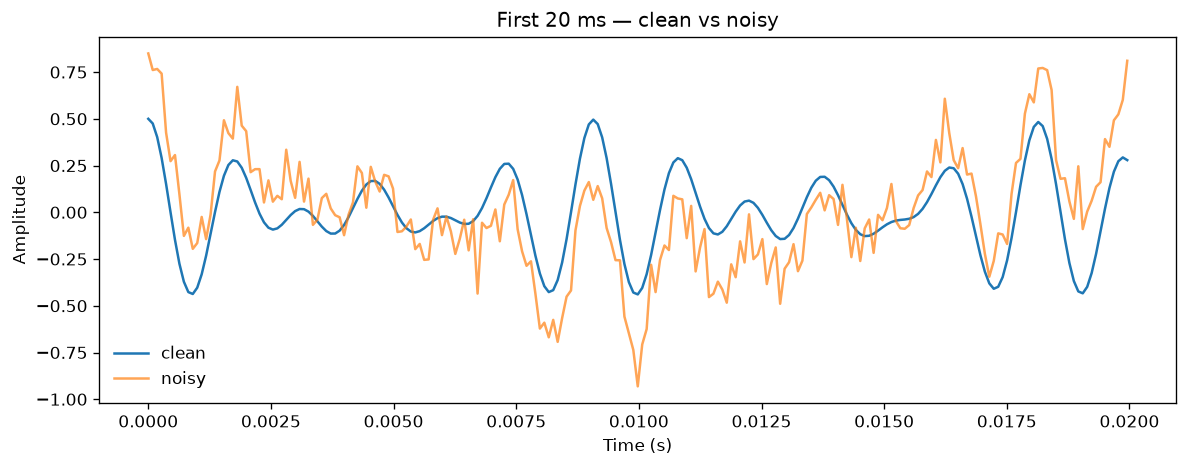 First 20 ms — clean vs noisy
Amplitude
0.75
0.50
0.25
0.00
−0.25
−0.50
−0.75
−1.00
clean
noisy
0.0000 0.0025 0.0050 0.0075 0.0100 0.0125 0.0150 0.0175 0.0200
Time (s)